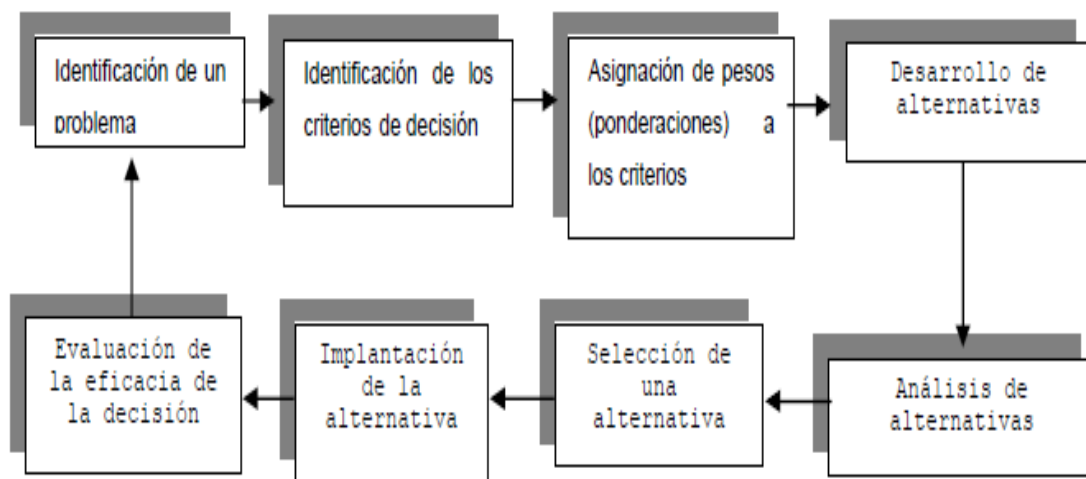 Identificación de un
problema
Identificación de los
criterios de decisión
Asignación de pesos
(ponderaciones) a
los criterios
Desarrollo de
alternativas
Análisis de
alternativas
Selección de
una
alternativa
Implantación
de la
alternativa
Evaluación de
la eficacia de
la decisión